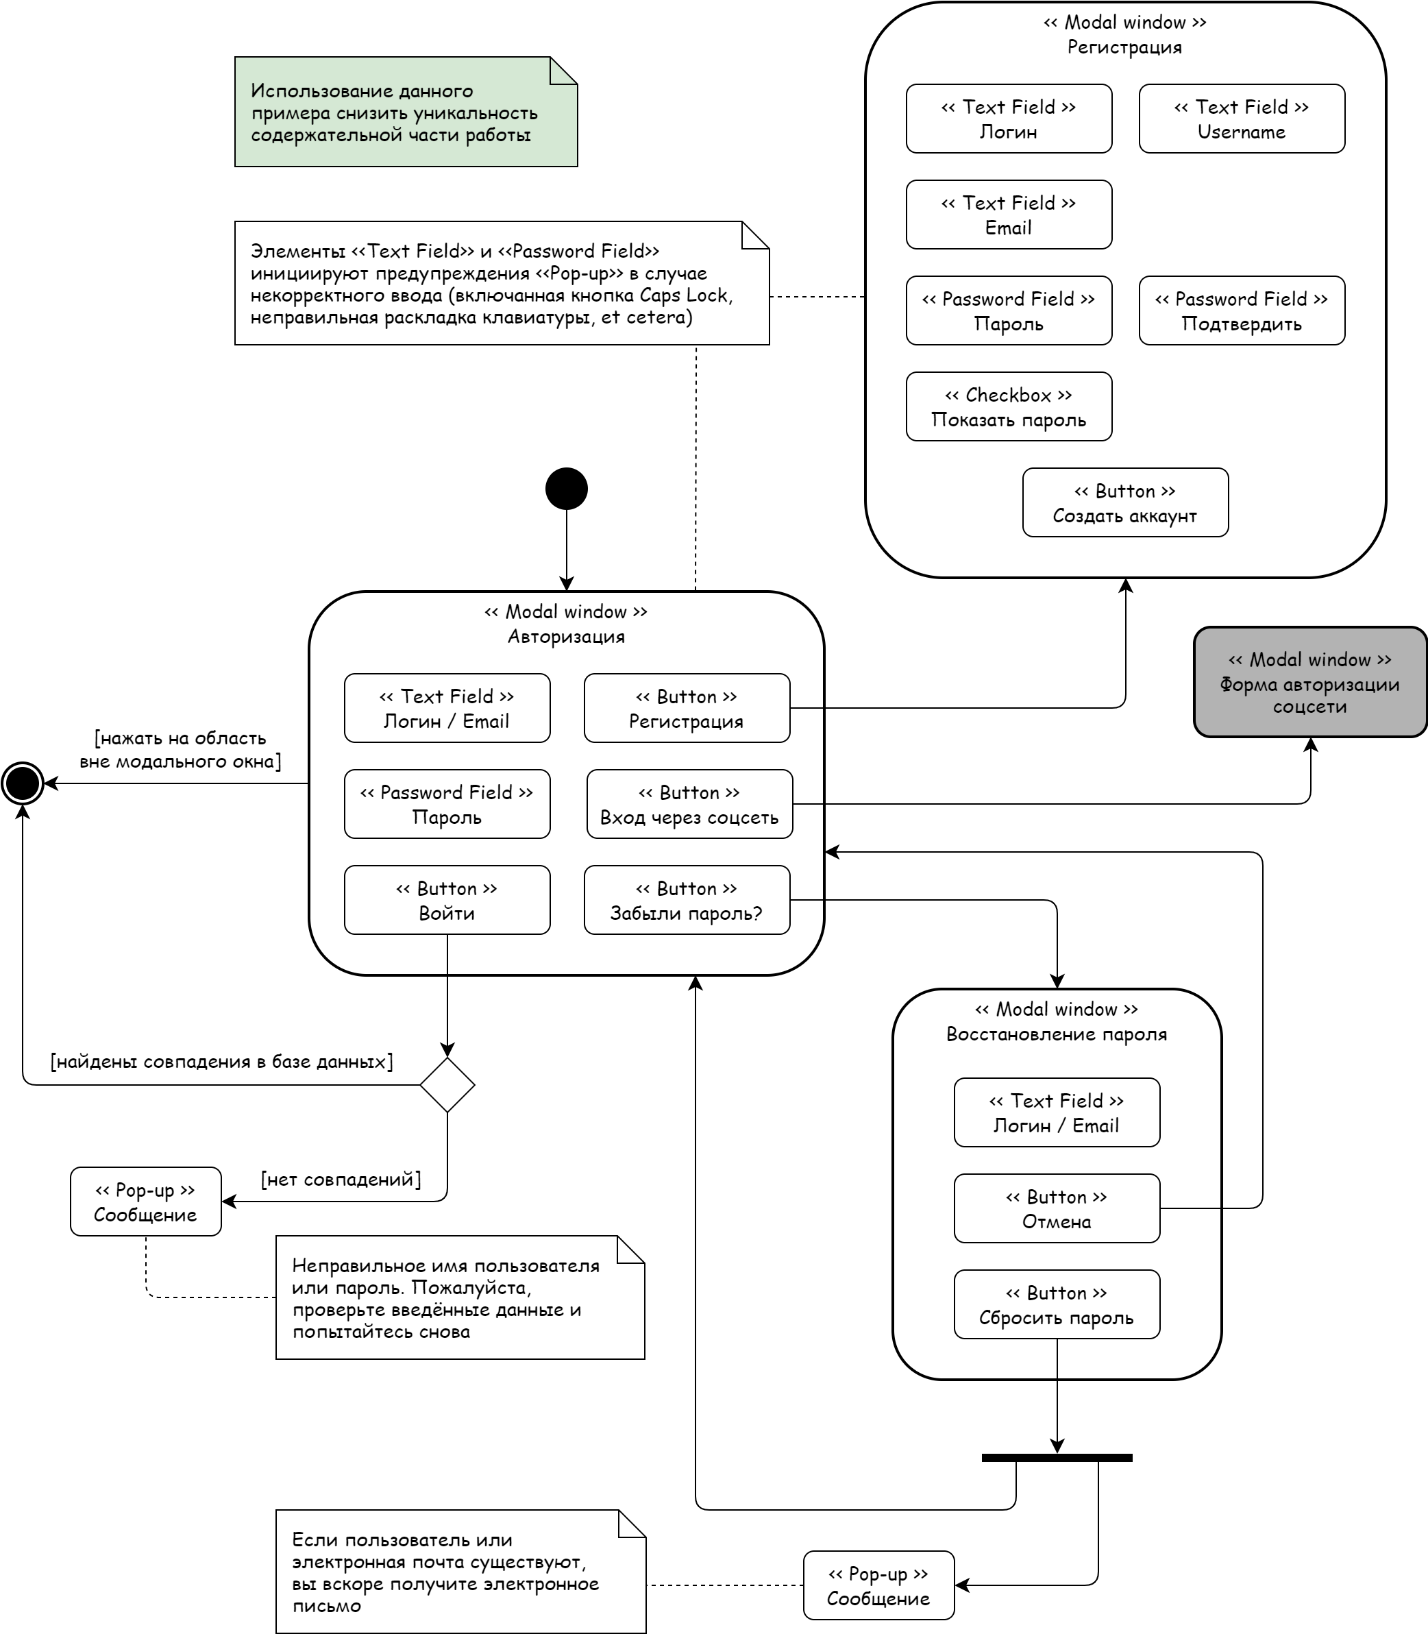 << Modal window >>
Регистрация
Использование данного
примера снизить уникальность
содержательной части работы
<< Text Field >>
Логин
<< Text Field >>
Username
<< Text Field >>
Email
Элементы <<Text Field>> и <<Password Field>>
инициируют предупреждения <<Pop-up>> в случае
некорректного ввода (включанная кнопка Caps Lock,
неправильная раскладка клавиатуры, et cetera)
<< Password Field >>
Пароль
<< Password Field >>
Подтвердить
<< Checkbox >>
Показать пароль
<< Button >>
Создать аккаунт
<< Modal window >>
Авторизация
<< Modal window >>
Форма авторизации
соцсети
<< Text Field >>
Логин / Email
<< Button >>
Регистрация
[нажать на область
вне модального окна]
<< Password Field >>
Пароль
<< Button >>
Вход через соцсеть
<< Button >>
Войти
<< Button >>
Забыли пароль?
<< Modal window >>
Восстановление пароля
[найдены совпадения в базе данных]
<< Text Field >>
Логин / Email
[нет совпадений]
<< Pop-up >>
Сообщение
<< Button >>
Отмена
Неправильное имя пользователя
или пароль. Пожалуйста,
проверьте введённые данные и
попытайтесь снова
<< Button >>
Сбросить пароль
Если пользователь или
электронная почта существуют,
вы вскоре получите электронное
письмо
<< Pop-up >>
Сообщение